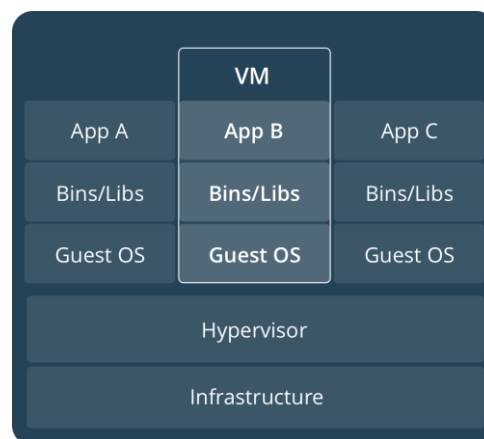 VM
App A App B App C
Bins/Libs Bins/Libs Bins/Libs
Guest OS Guest OS Guest OS
Hypervisor
Infrastructure